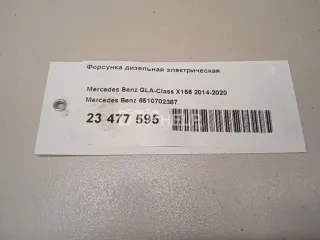 Форсунка дизельная электрическая
Mercedes Benz GLA-Class X156 2014-2020
Mercedes Benz 6510702387
23 477 595